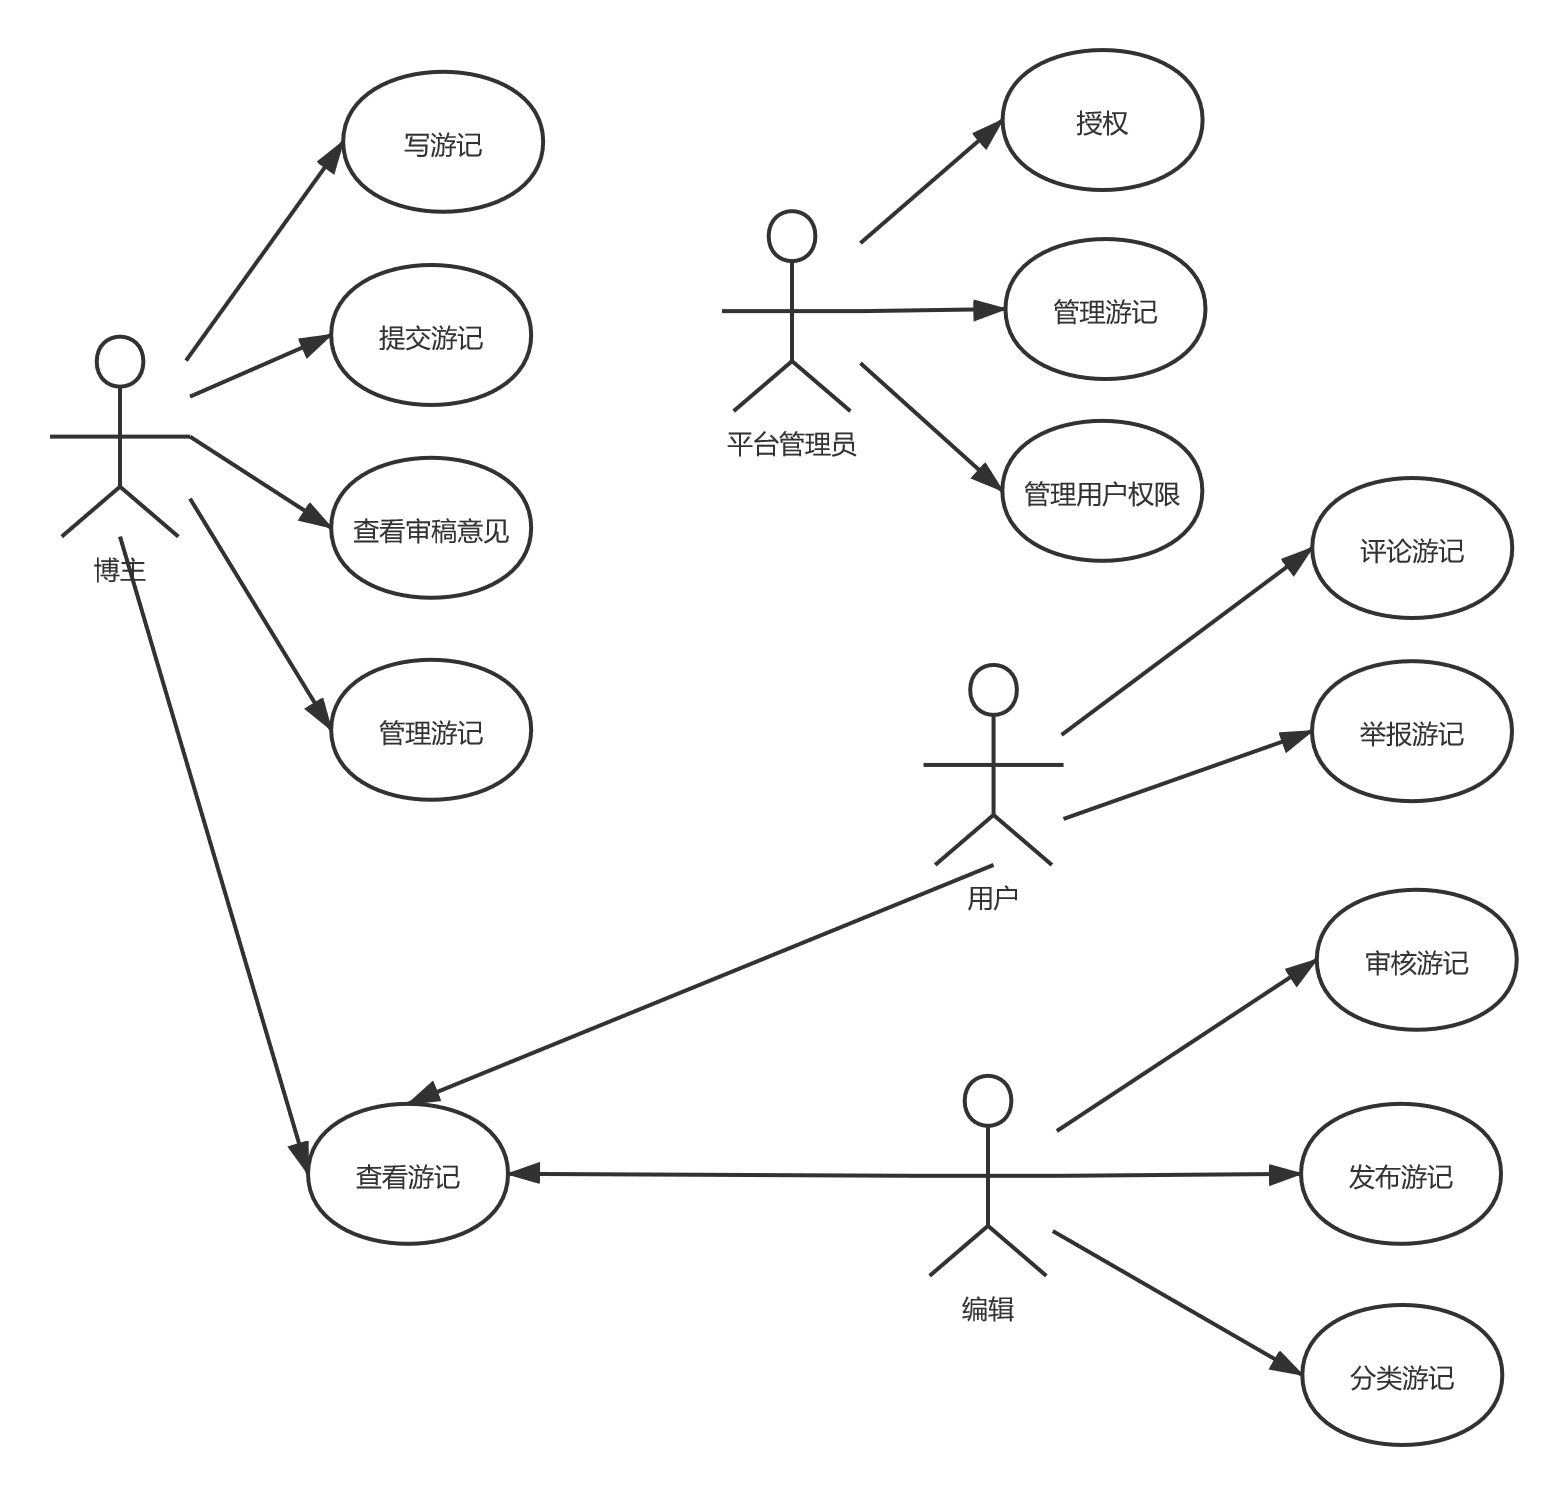 写游记
提交游记
查看审稿意见
管理游记
博主
授权
管理游记
管理用户权限
平台管理员
评论游记
举报游记
用户
审核游记
发布游记
分类游记
编辑
查看游记